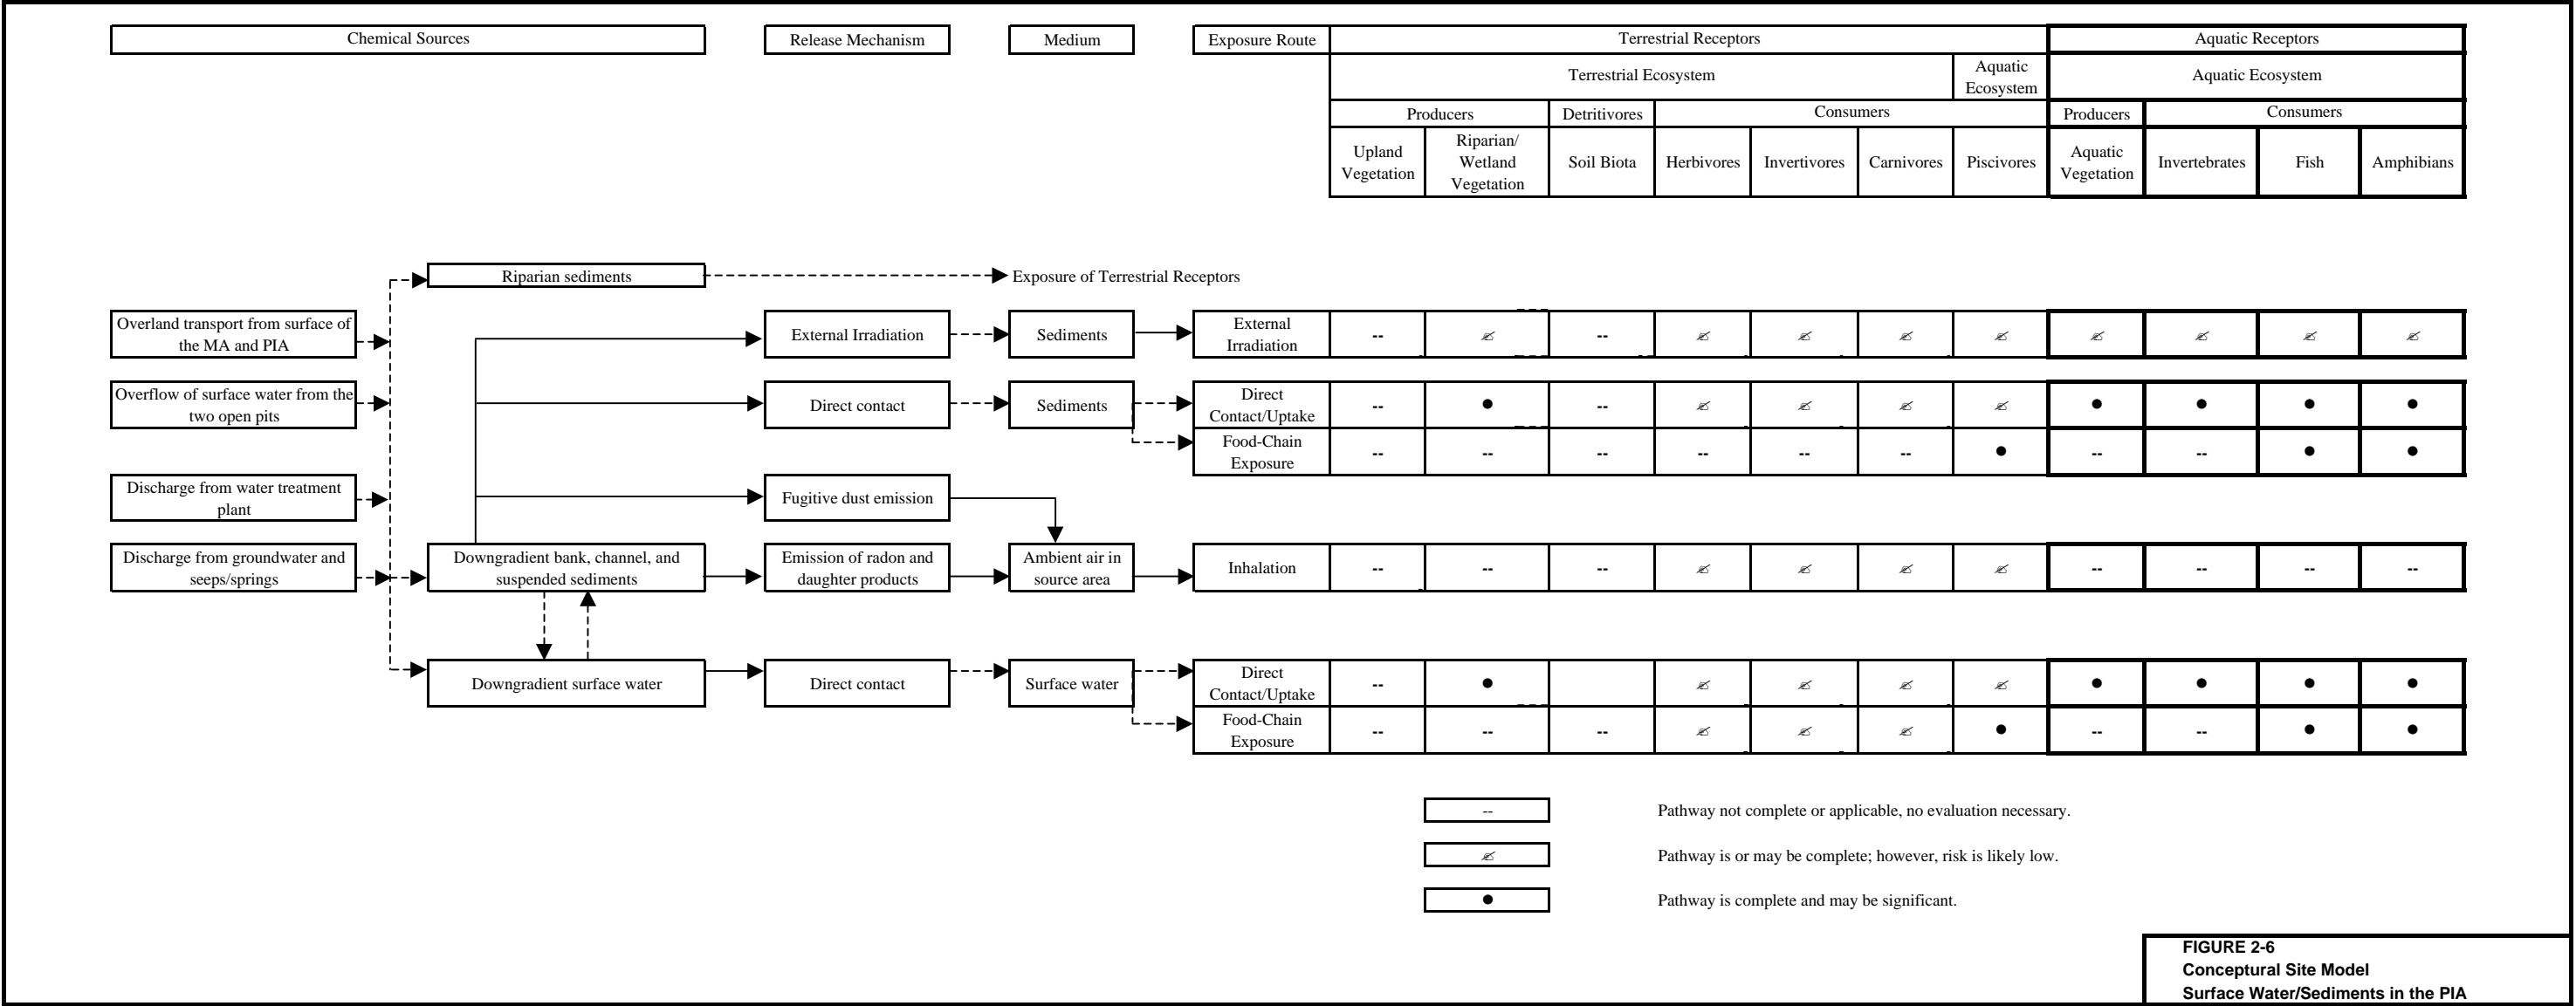 Chemical Sources
Release Mechanism
Medium
Exposure Route
Terrestrial Receptors
Aquatic Receptors
Terrestrial Ecosystem
Aquatic
Ecosystem
Aquatic Ecosystem
Producers
Detritivores
Consumers
Producers
Consumers
Upland
Vegetation
Riparian/
Wetland
Vegetation
Soil Biota
Herbivores
Invertivores
Carnivores
Piscivores
Aquatic
Vegetation
Invertebrates
Fish
Amphibians
Riparian sediments
Exposure of Terrestrial Receptors
Overland transport from surface of
the MA and PIA
External Irradiation
Sediments
External
Irradiation
-- ✍ -- ✍ ✍ ✍ ✍ ✍ ✍ ✍ ✍
Overflow of surface water from the
two open pits
Direct contact
Sediments
Direct
Contact/Uptake
-- ● -- ✍ ✍ ✍ ✍ ● ● ● ●
Food-Chain
Exposure
-- -- -- -- -- -- ● -- -- ● ●
Discharge from water treatment
plant
Fugitive dust emission
Discharge from groundwater and
seeps/springs
Downgradient bank, channel, and
suspended sediments
Emission of radon and
daughter products
Ambient air in
source area
Inhalation
-- -- -- ✍ ✍ ✍ ✍ -- -- -- --
Downgradient surface water
Direct contact
Surface water
Direct
Contact/Uptake
-- ● ✍ ✍ ✍ ✍ ● ● ● ●
Food-Chain
Exposure
-- -- -- ✍ ✍ ✍ ● -- -- ● ●
-- Pathway not complete or applicable, no evaluation necessary.
✍ Pathway is or may be complete; however, risk is likely low.
● Pathway is complete and may be significant.
FIGURE 2-6
Conceptural Site Model
Surface Water/Sediments in the PIA